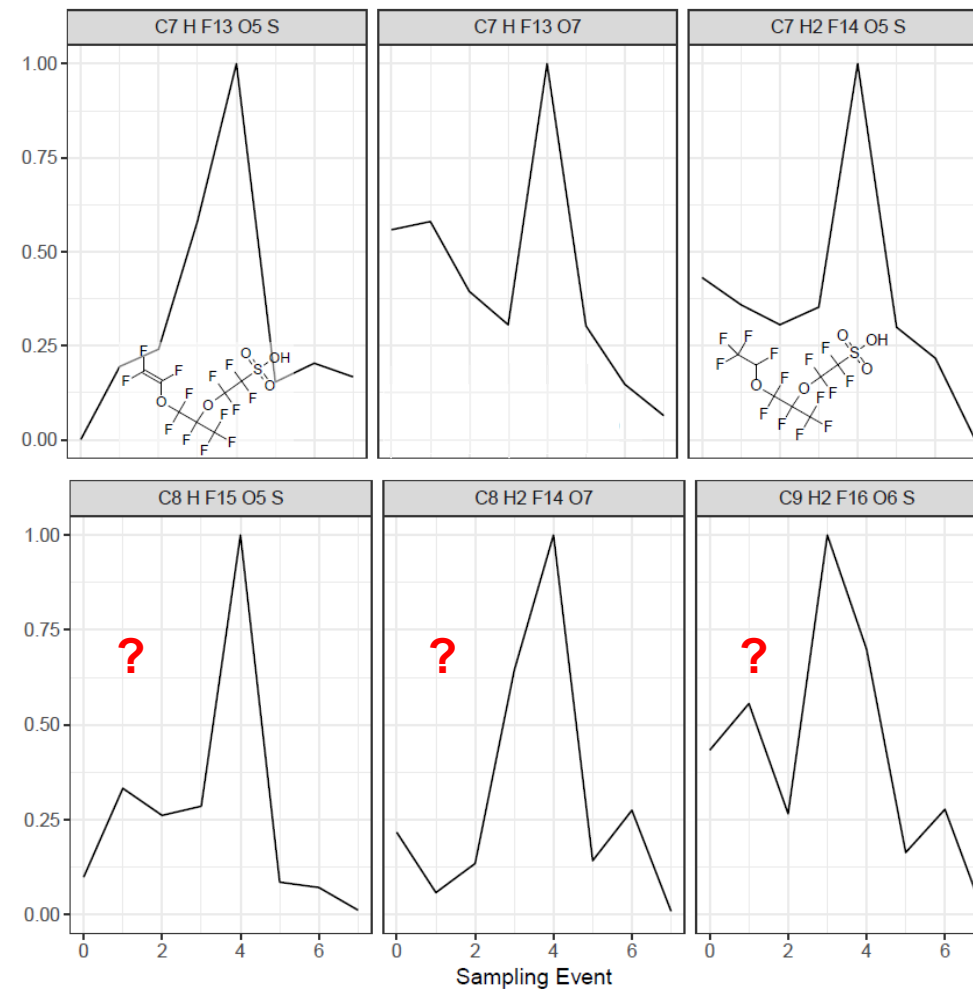 C7 H F13 O5 S
C7 H F13 O7
C7 H2 F14 O5 S
1.00
0.75
0.50
0.25
0.00
F
F
F
O
F
F
O
F
F
F
F
F
F
F
F
S
O
O
OH
F
F
F
F
O
F
F
O
F
F
F
F
F
F
F
F
S
O
O
OH
C8 H F15 O5 S
C8 H2 F14 O7
C9 H2 F16 O6 S
1.00
0.75
0.50
0.25
0.00
? ? ?
0 2 4 6 0 2 4 6 0 2 4 6
Sampling Event